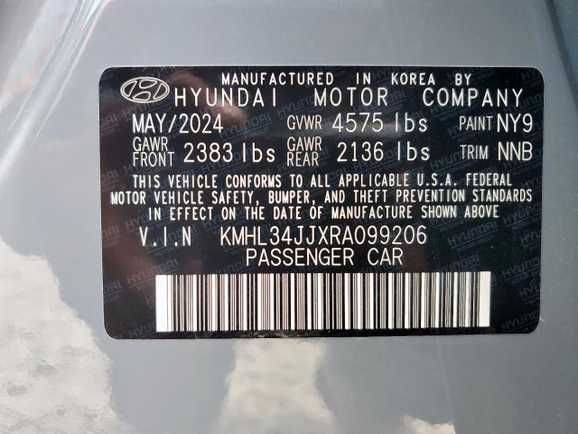 MANUFACTURED IN KOREA BY
HYUNDAI MOTOR COMPANY
MAY/2024 GVWR 4575 lbs PAINT NY9
GAWR FRONT 2383 lbs GAWR REAR 2136 lbs TRIM NNB
THIS VEHICLE CONFORMS TO ALL APPLICABLE U.S.A. FEDERAL
MOTOR VEHICLE SAFETY, BUMPER, AND THEFT PREVENTION STANDARDS
IN EFFECT ON THE DATE OF MANUFACTURE SHOWN ABOVE
V.I.N KMHL34JJXRA099206
PASSENGER CAR